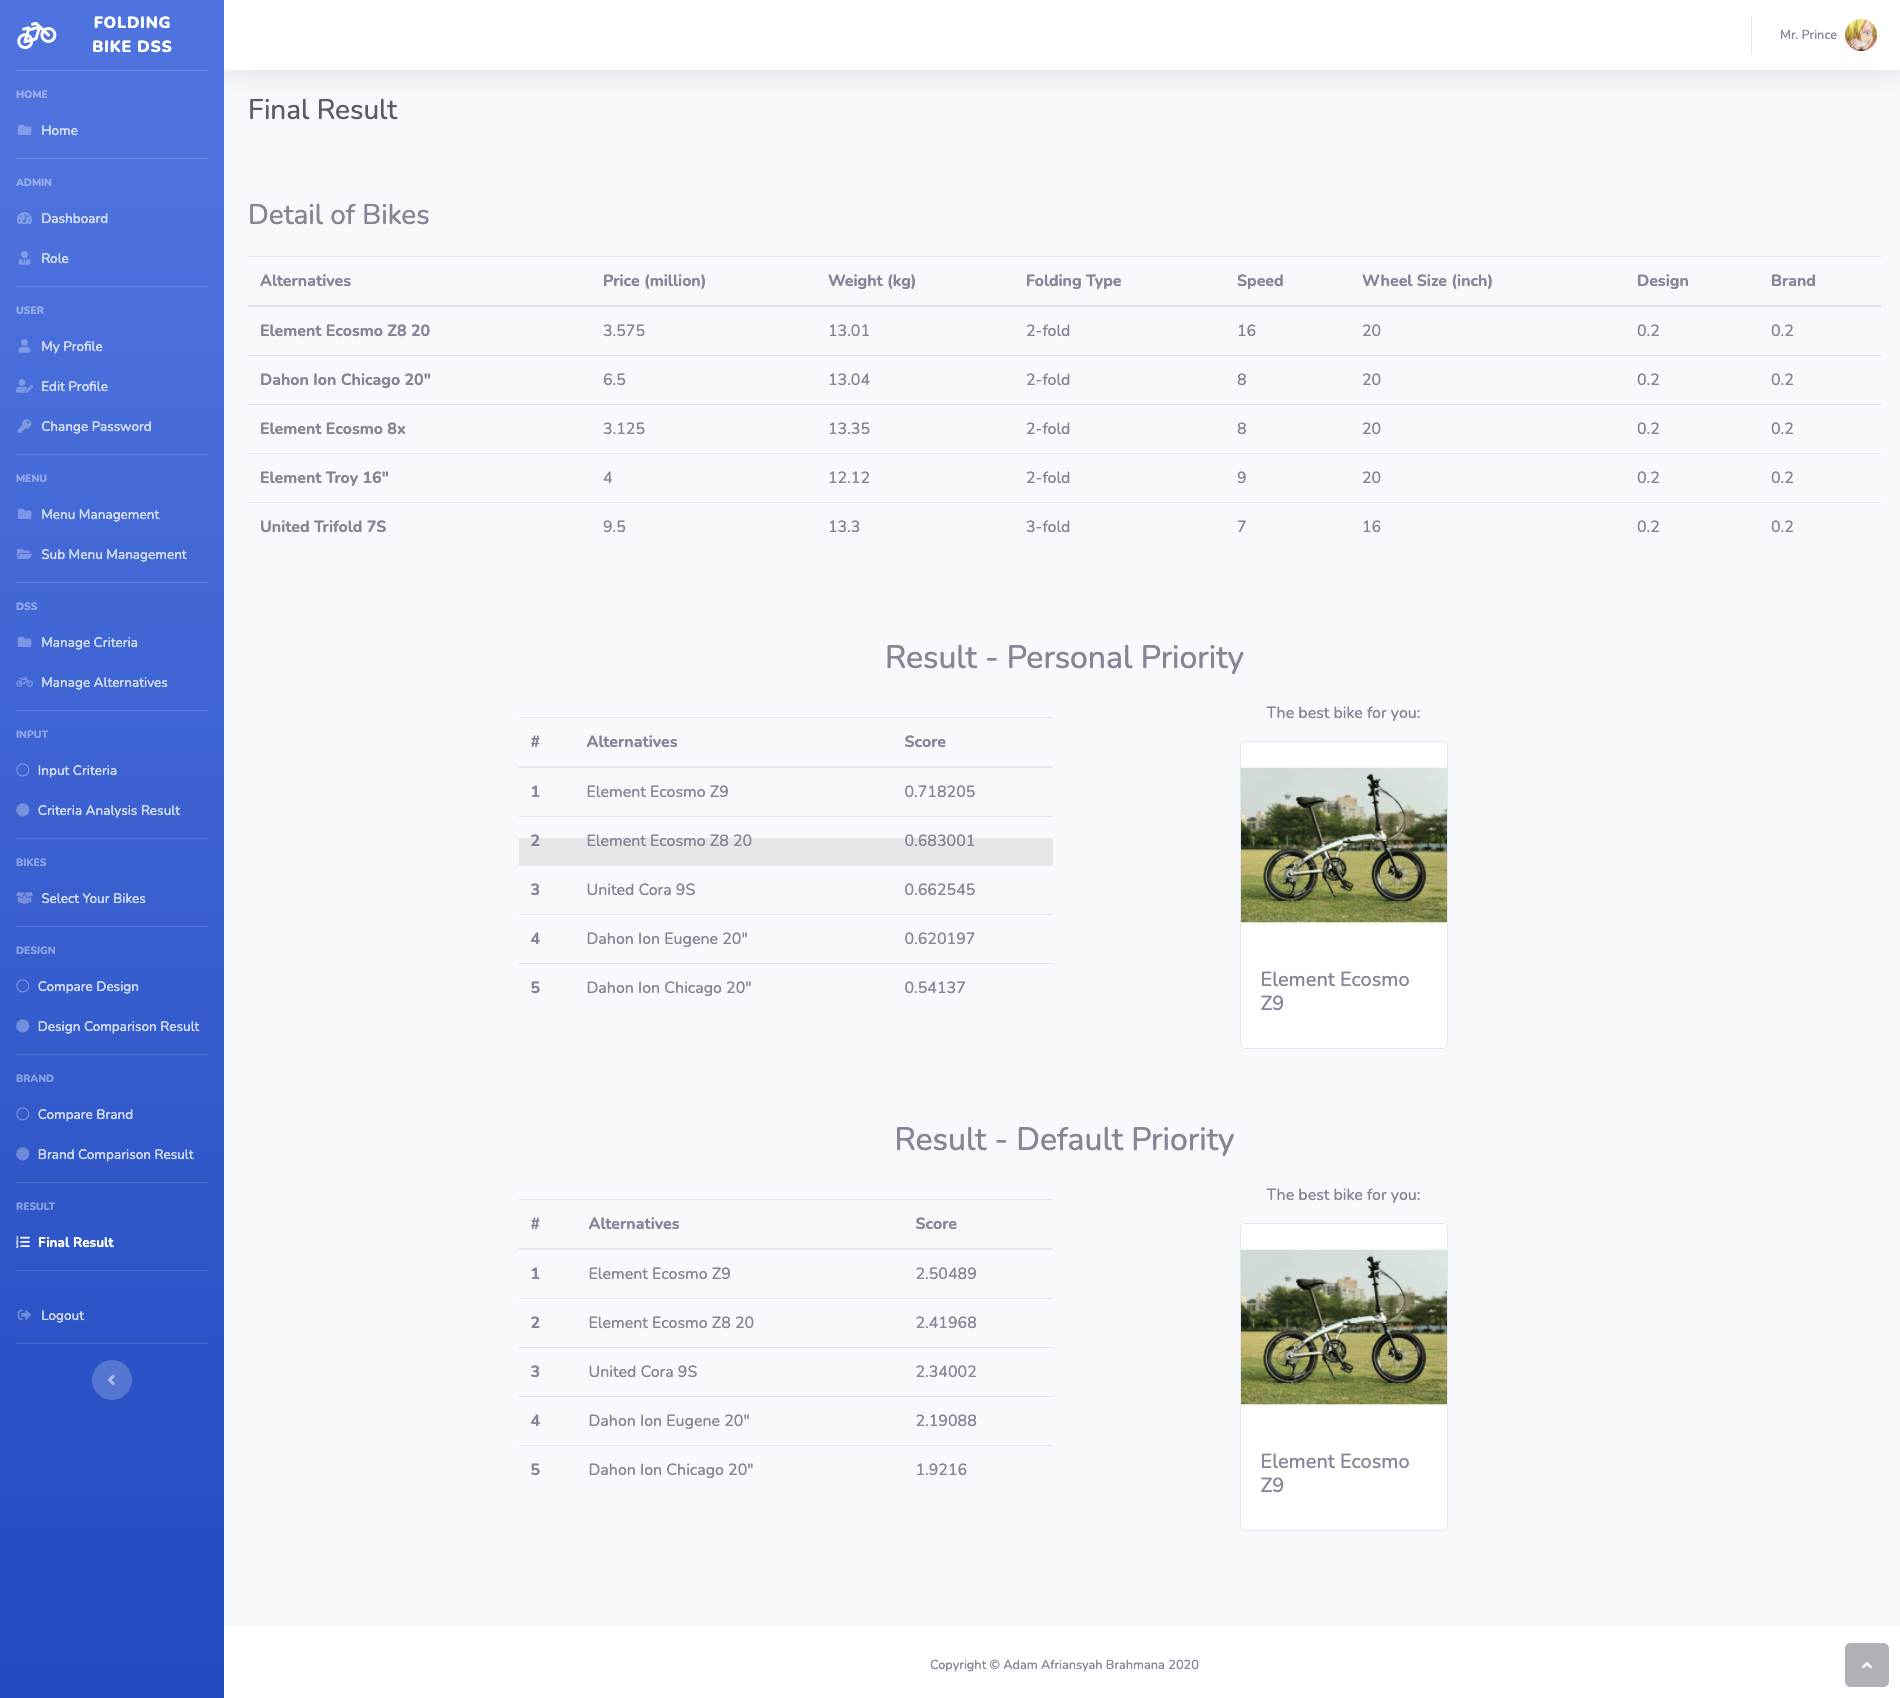 FOLDING
BIKE DSS
HOME
Home
ADMIN
Dashboard
Role
USER
My Profile
Edit Profile
Change Password
MENU
Menu Management
Sub Menu Management
DSS
Manage Criteria
Manage Alternatives
INPUT
Input Criteria
Criteria Analysis Result
BIKES
Select Your Bikes
DESIGN
Compare Design
Design Comparison Result
BRAND
Compare Brand
Brand Comparison Result
RESULT
Final Result
Logout
Mr. Prince
Final Result
Detail of Bikes
Alternatives Price (million) Weight (kg) Folding Type Speed Wheel Size (inch) Design Brand
Element Ecosmo Z8 20 3.575 13.01 2-fold 16 20 0.2 0.2
Dahon Ion Chicago 20" 6.5 13.04 2-fold 8 20 0.2 0.2
Element Ecosmo 8x 3.125 13.35 2-fold 8 20 0.2 0.2
Element Troy 16" 4 12.12 2-fold 9 20 0.2 0.2
United Trifold 7S 9.5 13.3 3-fold 7 16 0.2 0.2
Result - Personal Priority
# Alternatives Score
1 Element Ecosmo Z9 0.718205
2 Element Ecosmo Z8 20 0.683001
3 United Cora 9S 0.662545
4 Dahon Ion Eugene 20" 0.620197
5 Dahon Ion Chicago 20" 0.54137
The best bike for you:
Element Ecosmo
Z9
Result - Default Priority
# Alternatives Score
1 Element Ecosmo Z9 2.50489
2 Element Ecosmo Z8 20 2.41968
3 United Cora 9S 2.34002
4 Dahon Ion Eugene 20" 2.19088
5 Dahon Ion Chicago 20" 1.9216
The best bike for you:
Element Ecosmo
Z9
Copyright © Adam Afriansyah Brahmana 2020